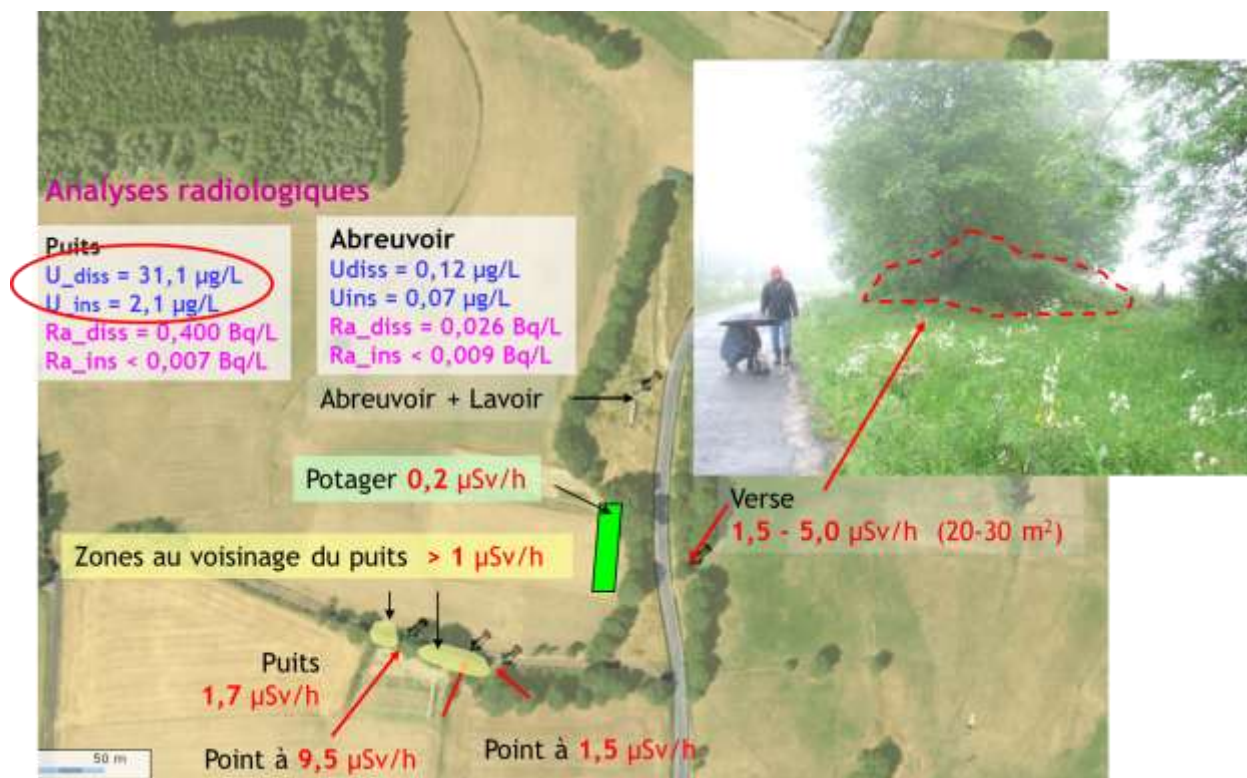 Analyses radiologiques
Puits
U_diss = 31,1 µg/L
U_ins = 2,1 µg/L
Ra_diss = 0,400 Bq/L
Ra_ins < 0,007 Bq/L
Abreuvoir
Udiss = 0,12 µg/L
Uins = 0,07 µg/L
Ra_diss = 0,026 Bq/L
Ra_ins < 0,009 Bq/L
Abreuvoir + Lavoir
Potager 0,2 µSv/h
Verse
1,5 - 5,0 µSv/h (20-30 m²)
Zones au voisinage du puits > 1 µSv/h
Puits
1,7 µSv/h
Point à 9,5 µSv/h
Point à 1,5 µSv/h
50 m